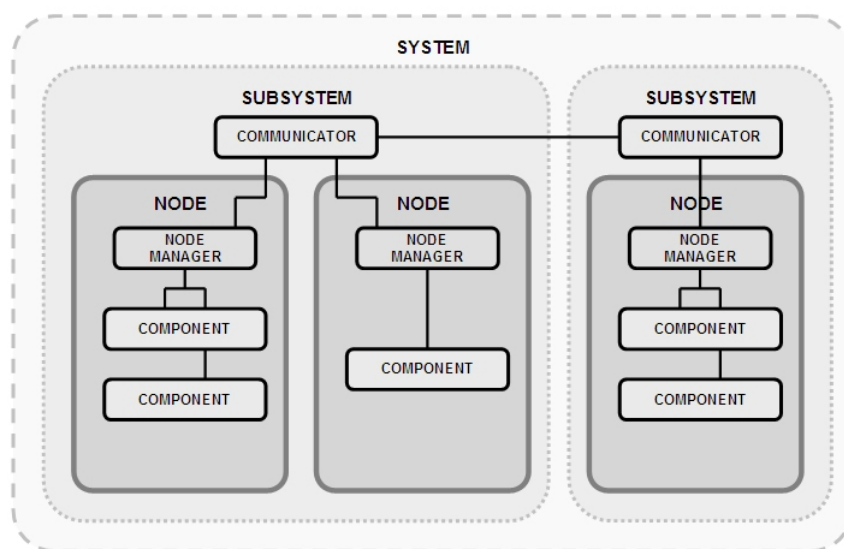 SYSTEM
SUBSYSTEM
SUBSYSTEM
COMMUNICATOR
COMMUNICATOR
NODE
NODE
NODE
NODE
MANAGER
NODE
MANAGER
NODE
MANAGER
COMPONENT
COMPONENT
COMPONENT
COMPONENT
COMPONENT